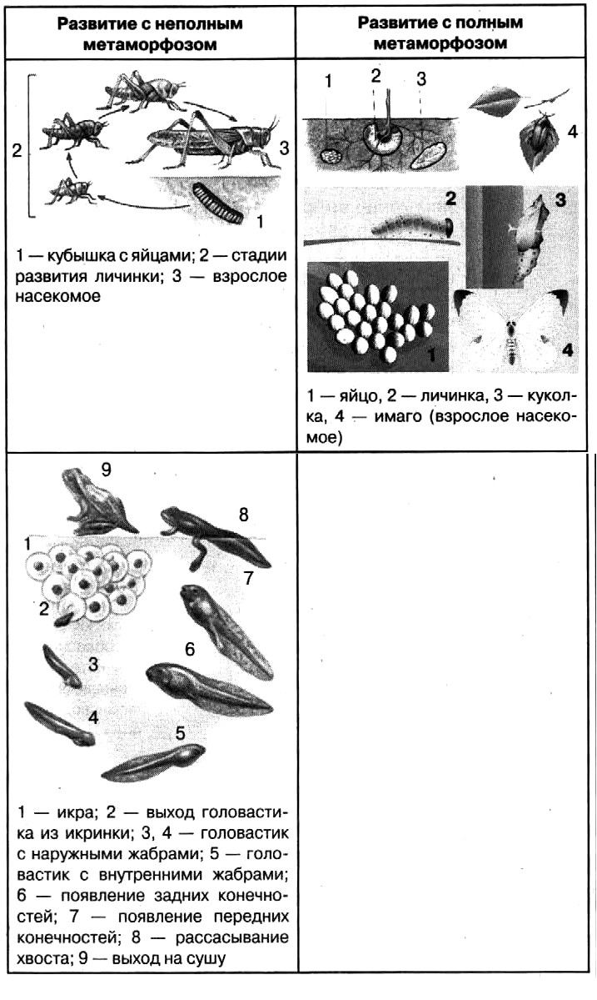 Развитие с неполным
метаморфозом
Развитие с полным
метаморфозом
2
3
1
1 — кубышка с яйцами; 2 — стадии
развития личинки; 3 — взрослое
насекомое
1 2 3
4
2
3
1
4
1 — яйцо, 2 — личинка, 3 — кукол-
ка, 4 — имаго (взрослое насеко-
мое)
9
8
1
7
2
6
3
4
5
1 — икра; 2 — выход головасти-
ка из икринки; 3, 4 — головастик
с наружными жабрами; 5 — голо-
вастик с внутренними жабрами;
6 — появление задних конечно-
стей; 7 — появление передних
конечностей; 8 — рассасывание
хвоста; 9 — выход на сушу